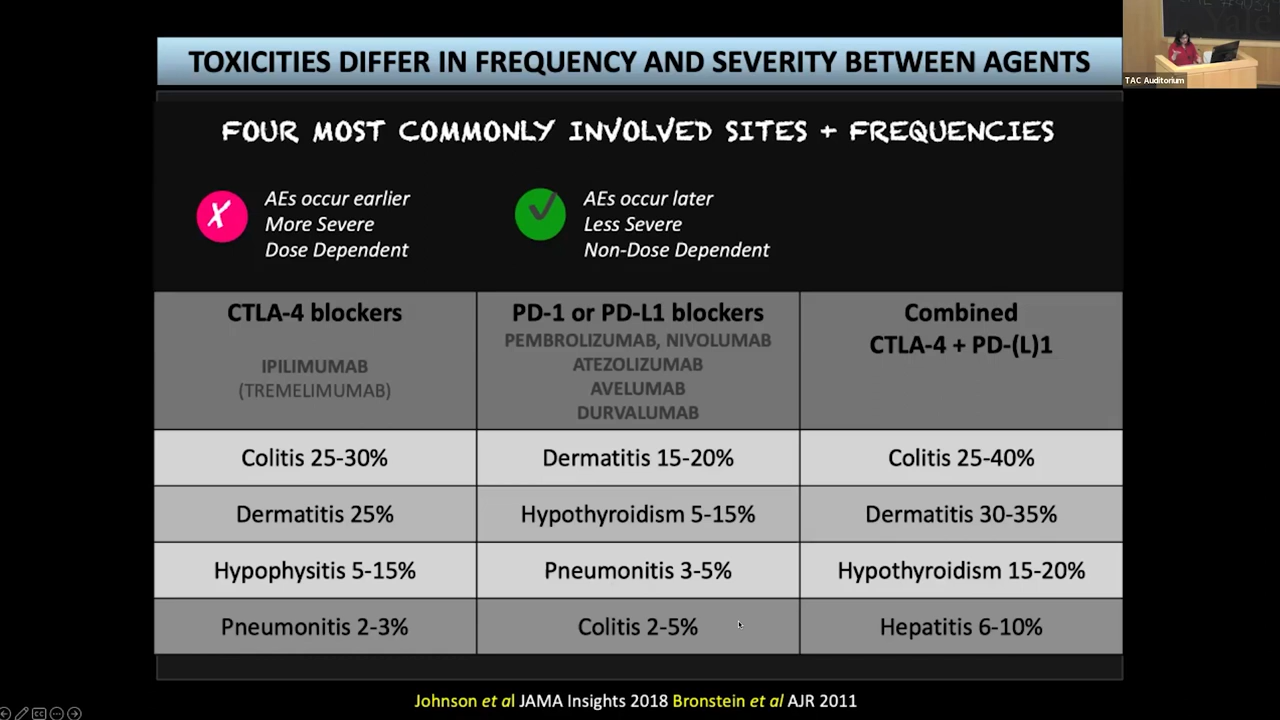 TOXICITIES DIFFER IN FREQUENCY AND SEVERITY BETWEEN AGENTS
TAC Auditorium
FOUR MOST COMMONLY INVOLVED SITES + FREQUENCIES
X
AEs occur earlier
More Severe
Dose Dependent
AEs occur later
Less Severe
Non-Dose Dependent
CTLA-4 blockers
IPILIMUMAB
(TREMELIMUMAB)
PD-1 or PD-L1 blockers
PEMBROLIZUMAB, NIVOLUMAB
ATEZOLIZUMAB
AVELUMAB
DURVALUMAB
Combined
CTLA-4 + PD-(L)1
Colitis 25-30%
Dermatitis 15-20%
Colitis 25-40%
Dermatitis 25%
Hypothyroidism 5-15%
Dermatitis 30-35%
Hypophysitis 5-15%
Pneumonitis 3-5%
Hypothyroidism 15-20%
Pneumonitis 2-3%
Colitis 2-5%
Hepatitis 6-10%
Johnson et al JAMA Insights 2018 Bronstein et al AJR 2011